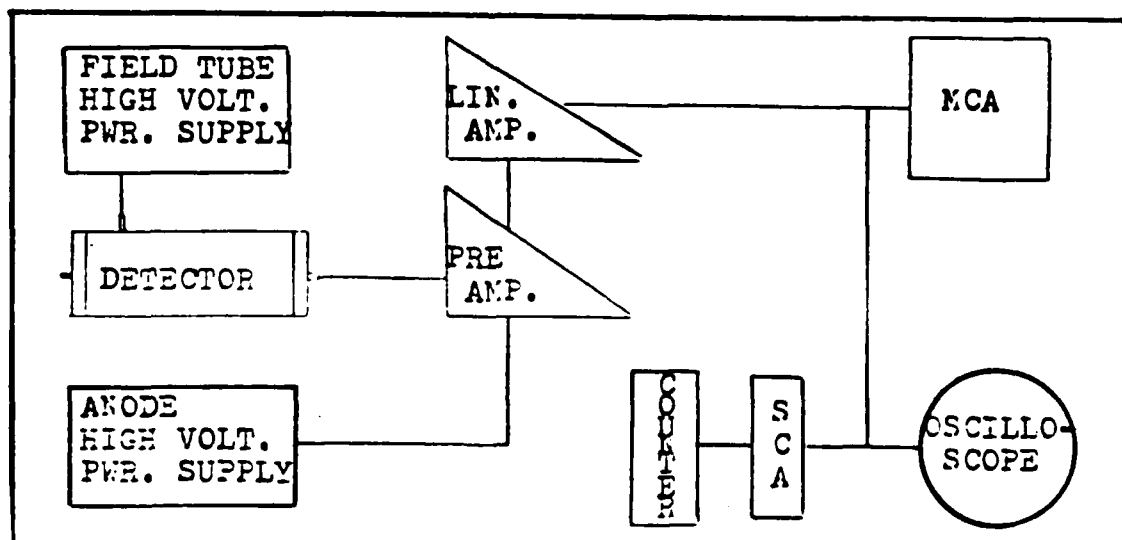 FIELD TUBE
HIGH VOLT.
PWR. SUPPLY
LIN.
AMP.
MCA
DETECTOR
PRE
AMP.
ANODE
HIGH VOLT.
PWR. SUPPLY
COUNTER
SCA
OSCILLO-
SCOPE